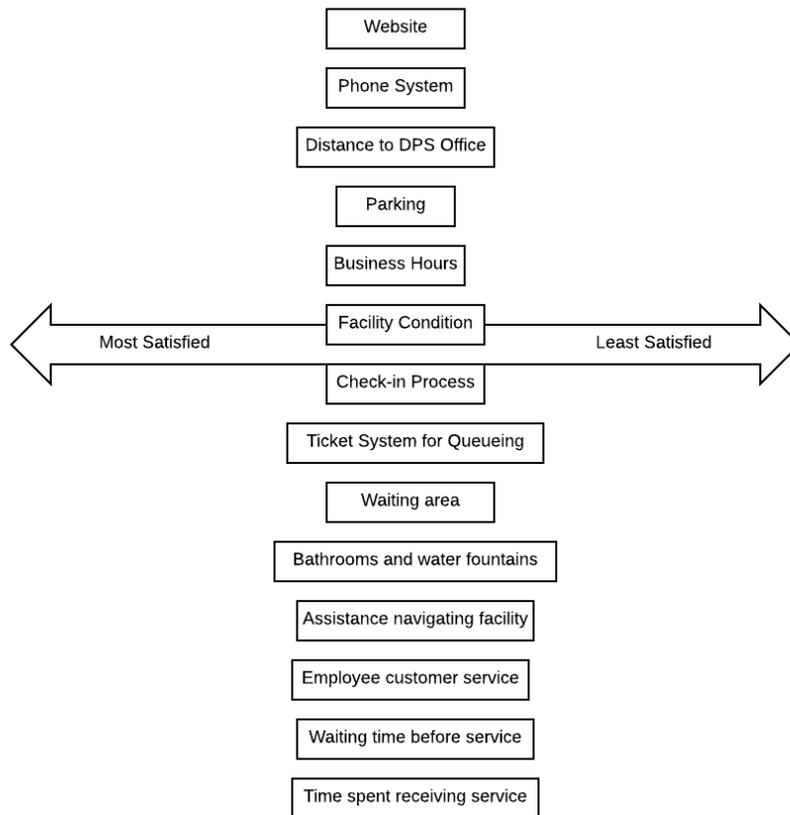 Website
Phone System
Distance to DPS Office
Parking
Business Hours
Facility Condition
Most Satisfied
Least Satisfied
Check-in Process
Ticket System for Queueing
Waiting area
Bathrooms and water fountains
Assistance navigating facility
Employee customer service
Waiting time before service
Time spent receiving service